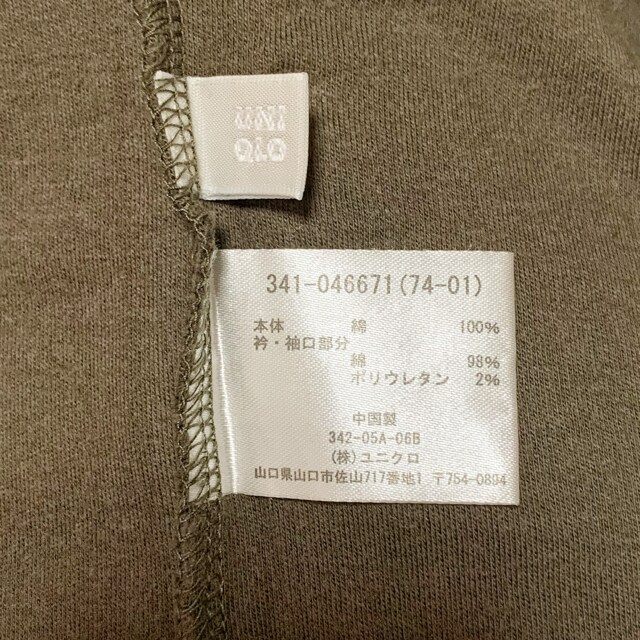 UNI
QLO
341-046671(74-01)
本体 綿 100%
衿・袖口部分
綿 98%
ポリウレタン 2%
中国製
342-05A-06B
(株)ユニクロ
山口県山口市佐山717番地1 〒754-0894